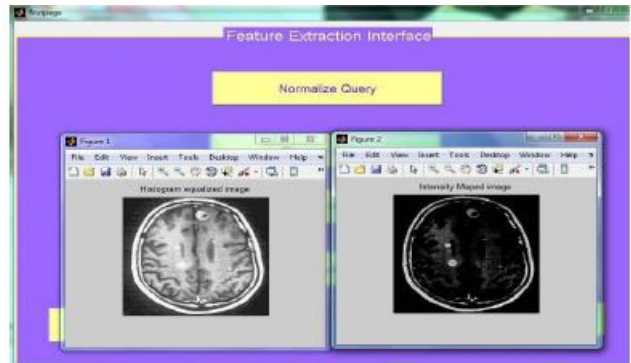 firstpage
Feature Extraction Interface
Normalize Query
Figure 1
File Edit View Insert Tools Desktop Window Help
Histogram equalized image
Figure 2
File Edit View Insert Tools Desktop Window Help
Intensity Maped image